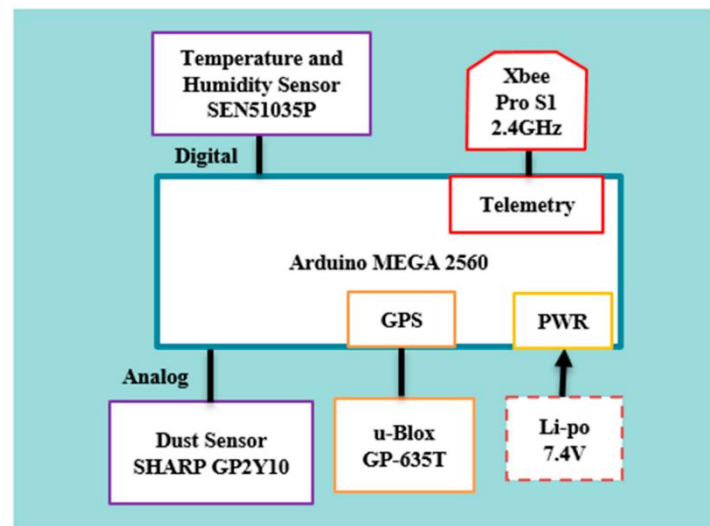 Temperature and
Humidity Sensor
SEN51035P
Xbee
Pro S1
2.4GHz
Digital
Telemetry
Arduino MEGA 2560
GPS
PWR
Analog
Dust Sensor
SHARP GP2Y10
u-Blox
GP-635T
Li-po
7.4V